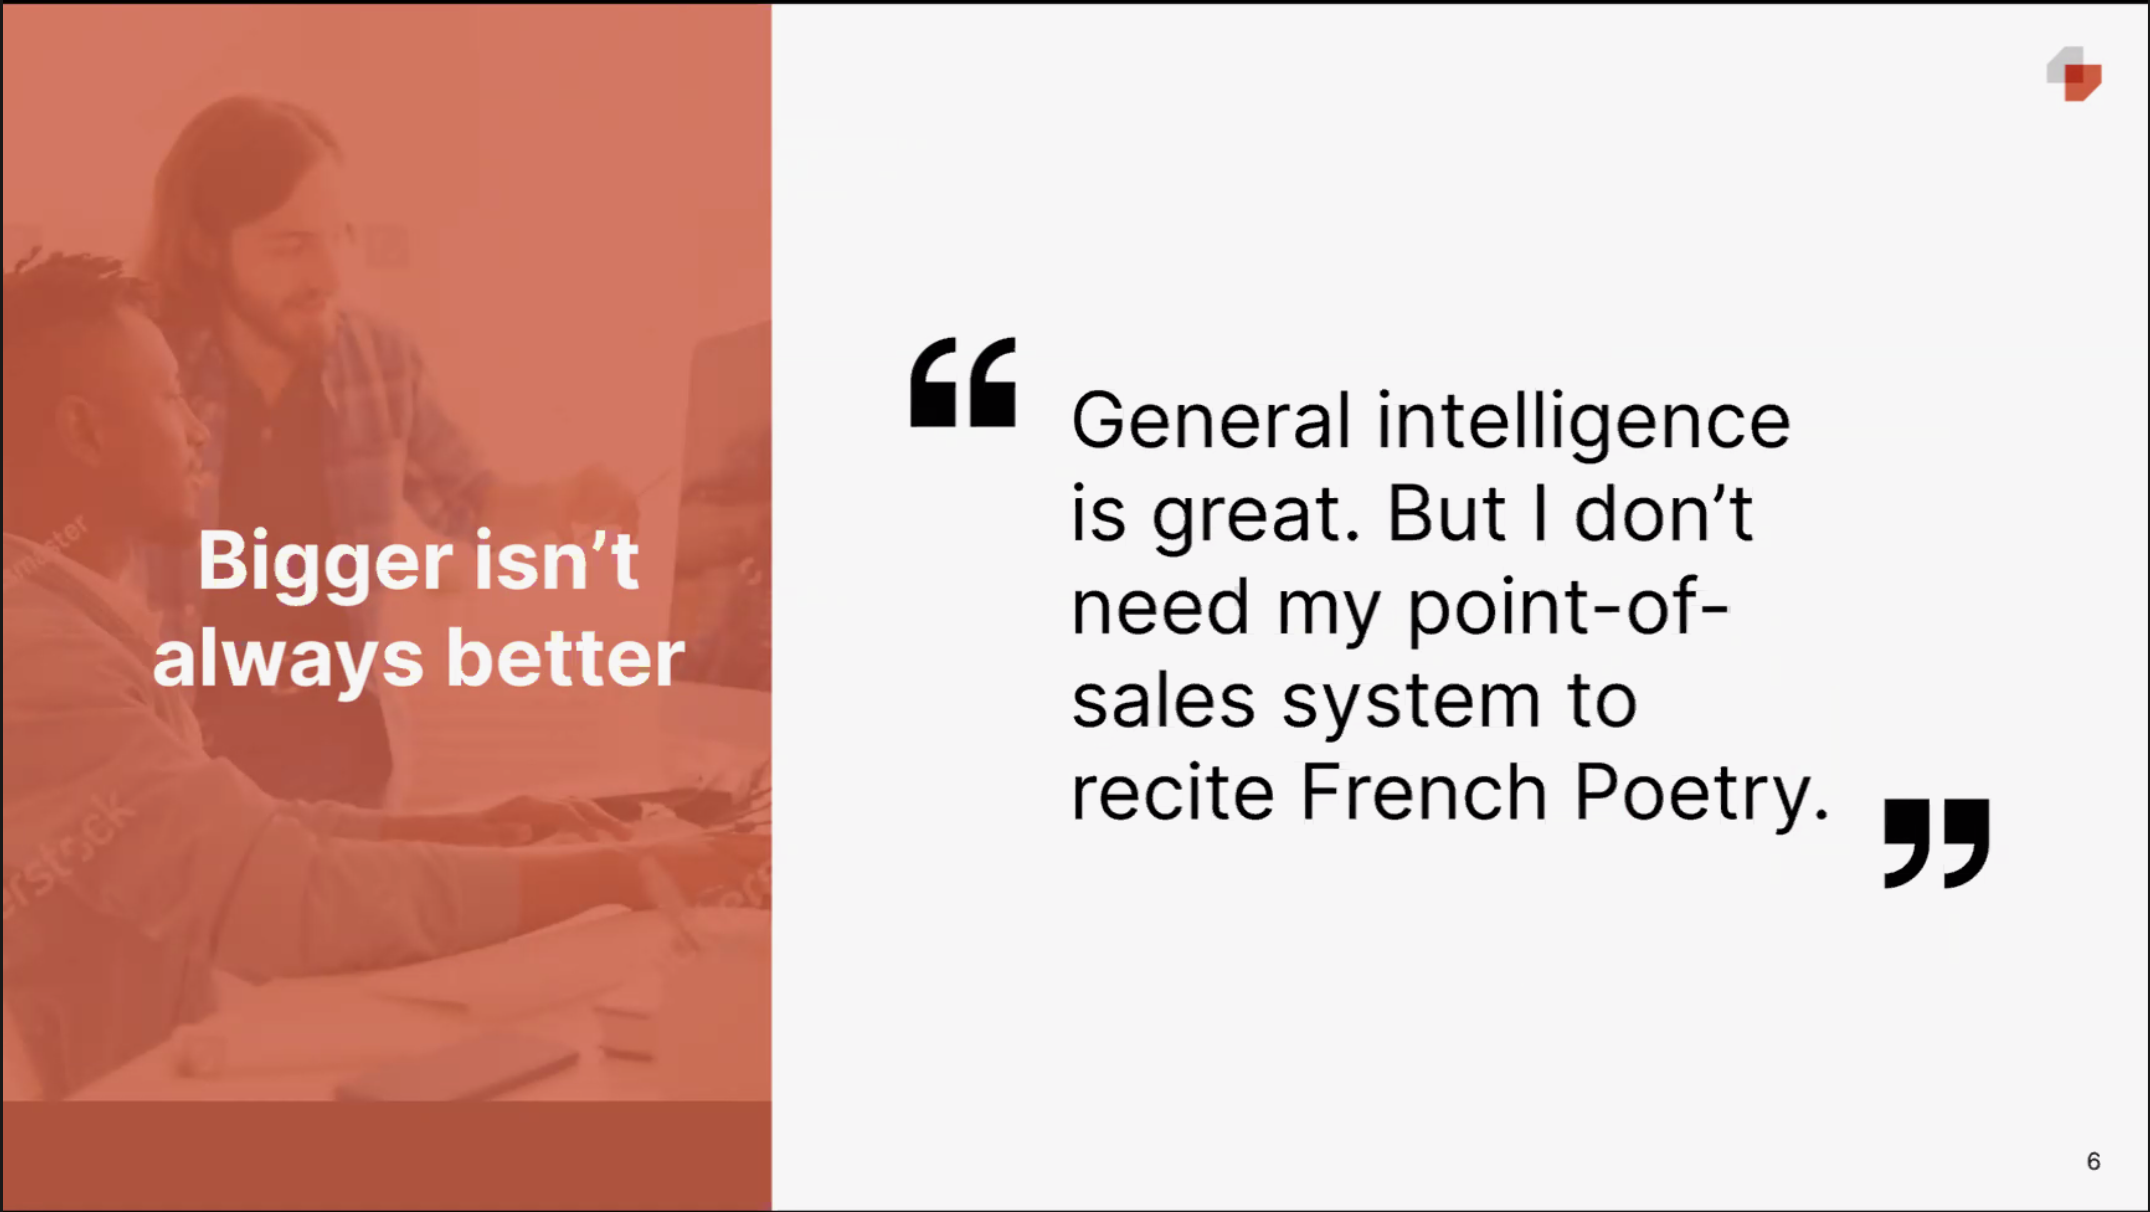 Bigger isn’t
always better
General intelligence
is great. But I don’t
need my point-of-
sales system to
recite French Poetry.
6